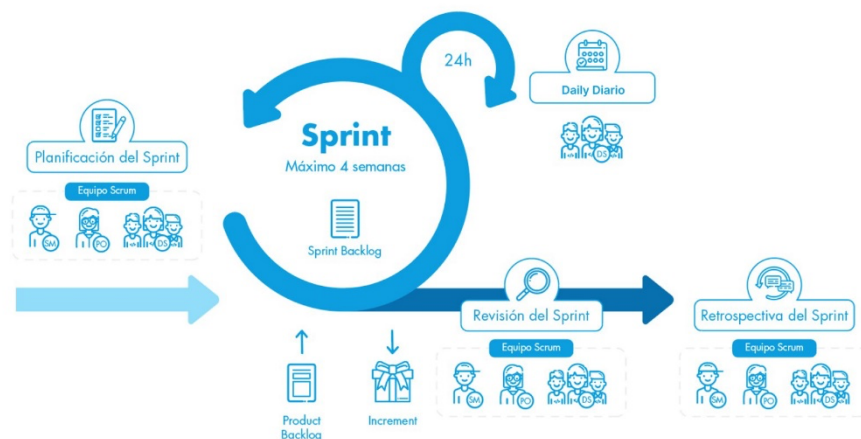 24h
Daily Diario
DS
Sprint
Máximo 4 semanas
Sprint Backlog
Planificación del Sprint
Equipo Scrum
SM
PO
DS
Revisión del Sprint
Equipo Scrum
SM
PO
DS
Retrospectiva del Sprint
Equipo Scrum
SM
PO
DS
Product
Backlog
Increment